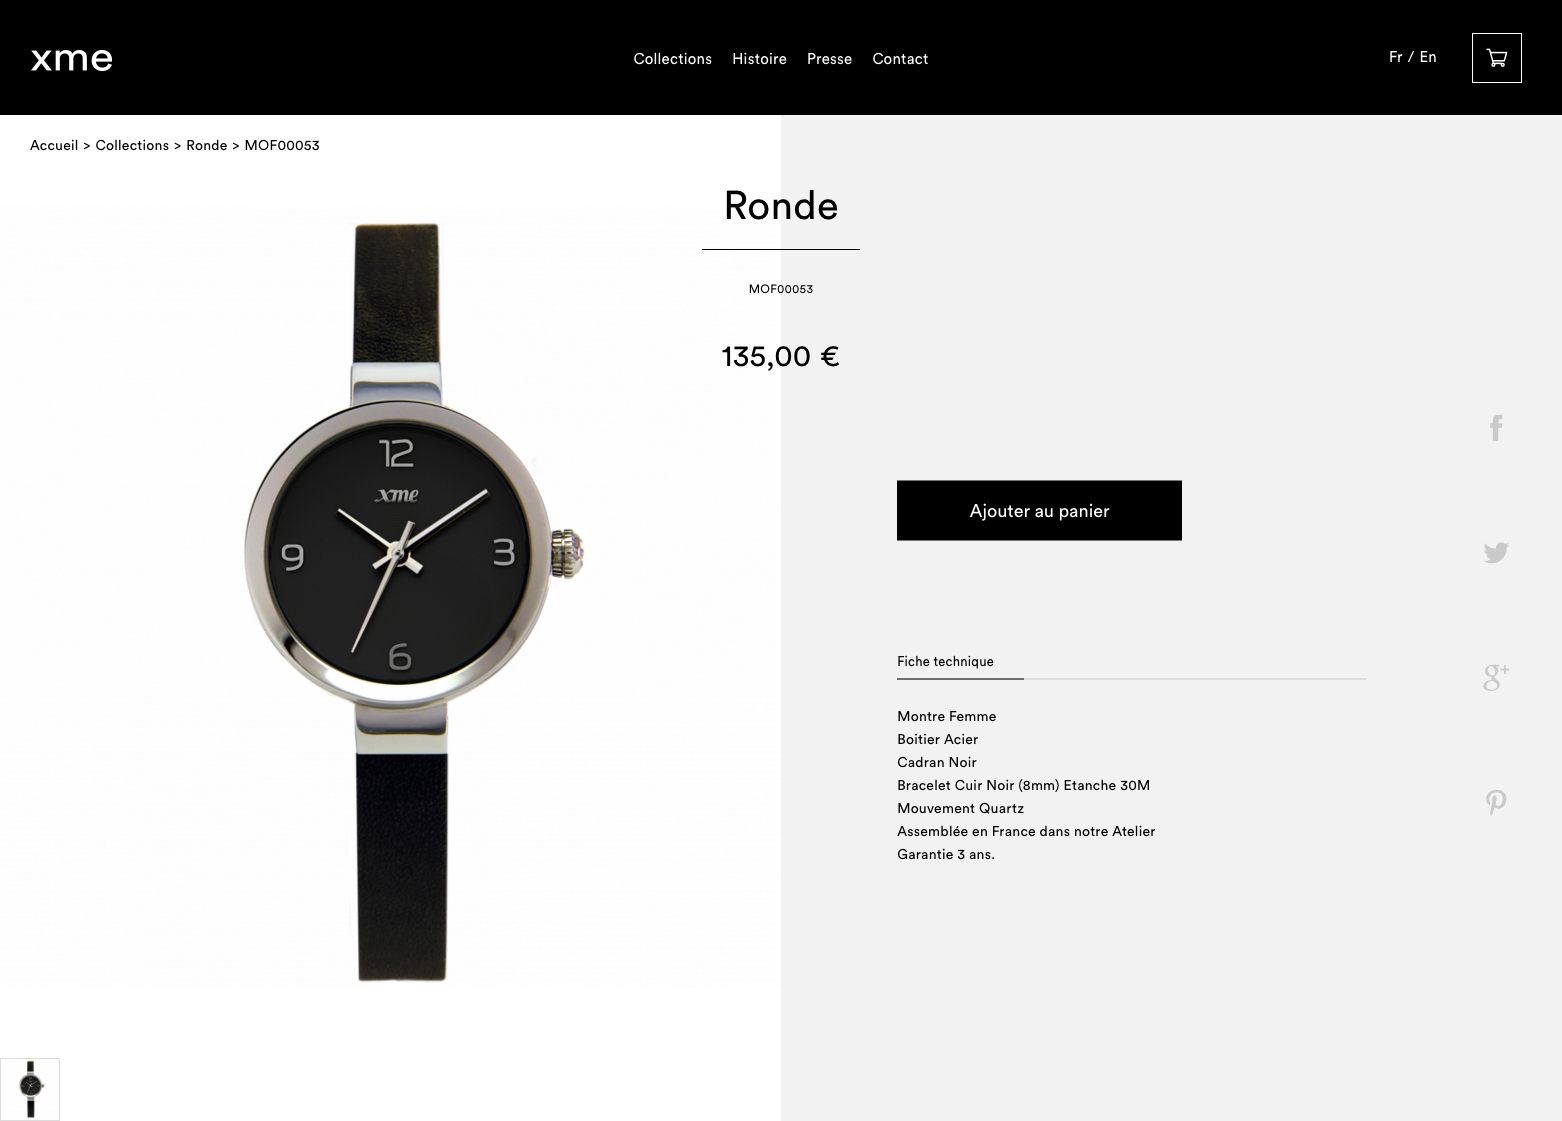 xme
Collections Histoire Presse Contact
Fr / En
Accueil > Collections > Ronde > MOF00053
Ronde
MOF00053
135,00 €
12
xme
9
3
6
Ajouter au panier
Fiche technique
Montre Femme
Boitier Acier
Cadran Noir
Bracelet Cuir Noir (8mm) Etanche 30M
Mouvement Quartz
Assemblée en France dans notre Atelier
Garantie 3 ans.